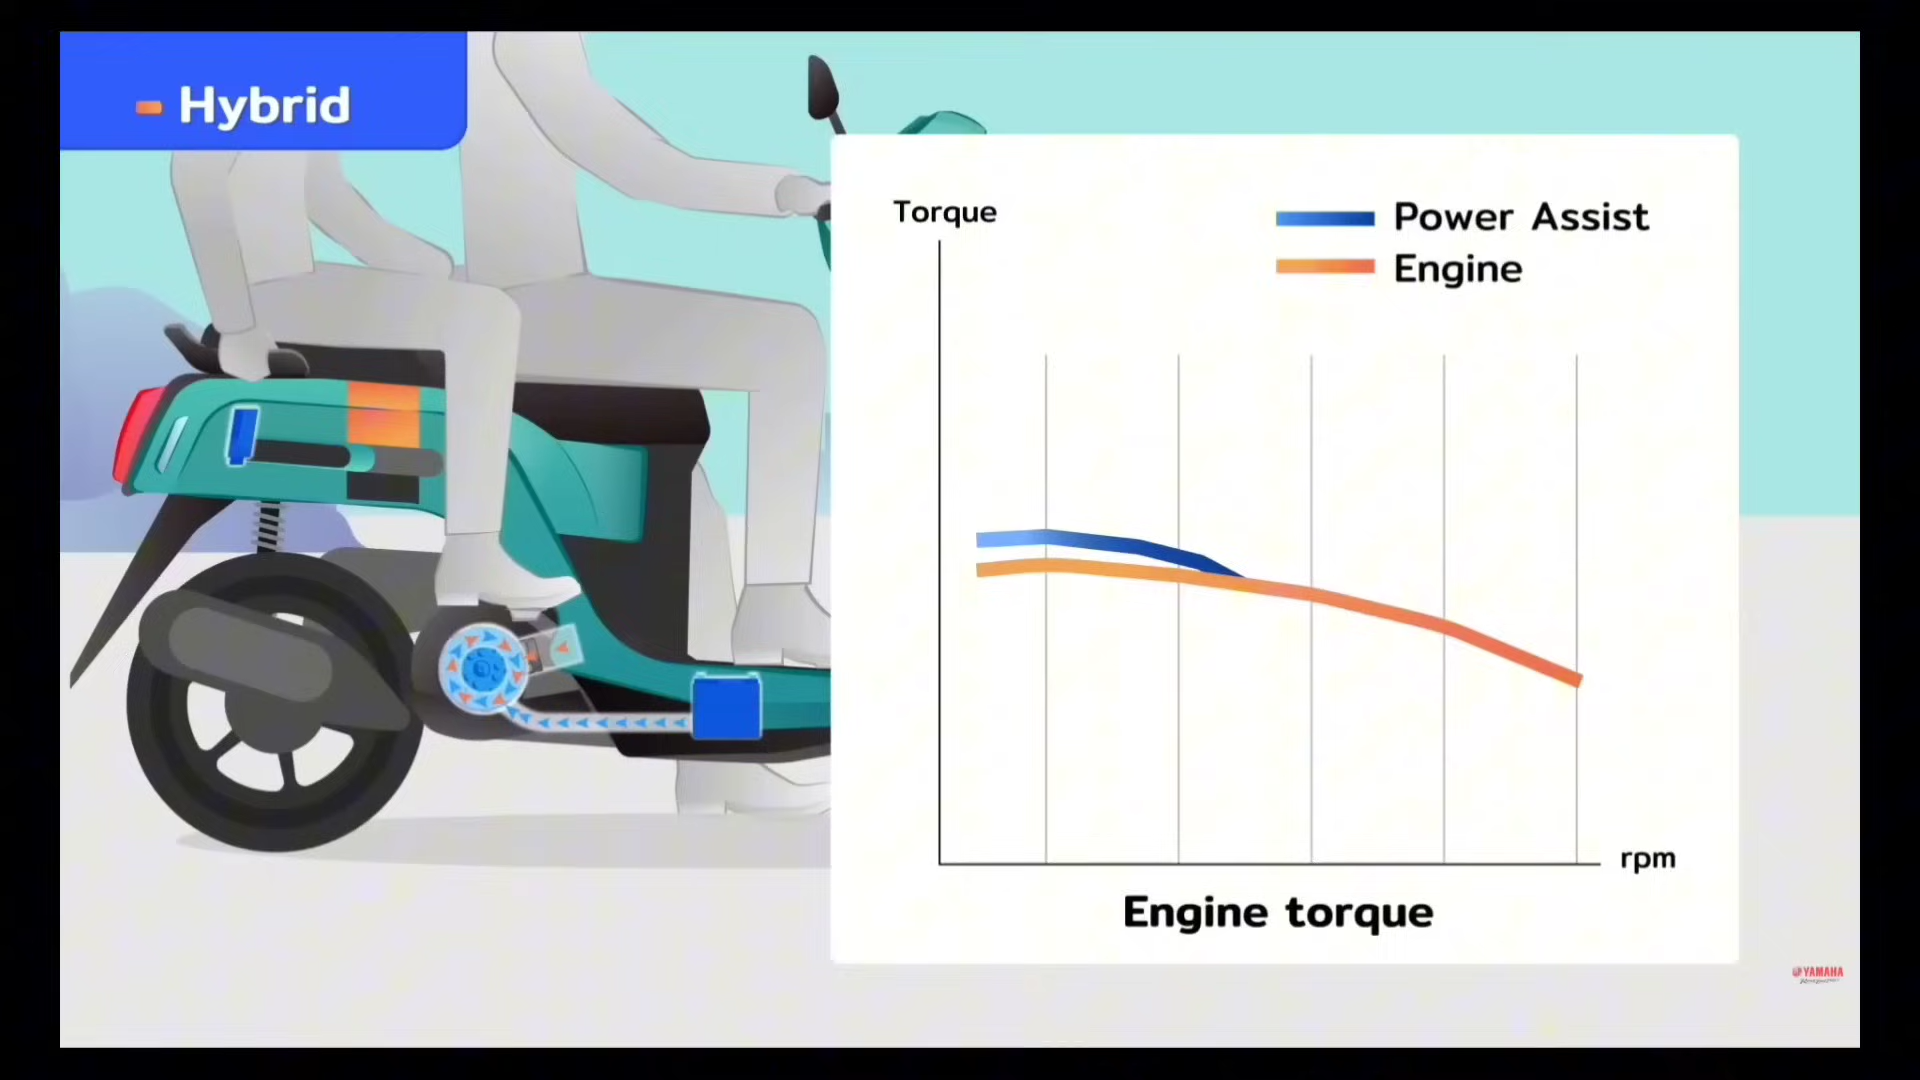 Hybrid
Torque
Power Assist
Engine
rpm
Engine torque
YAMAHA